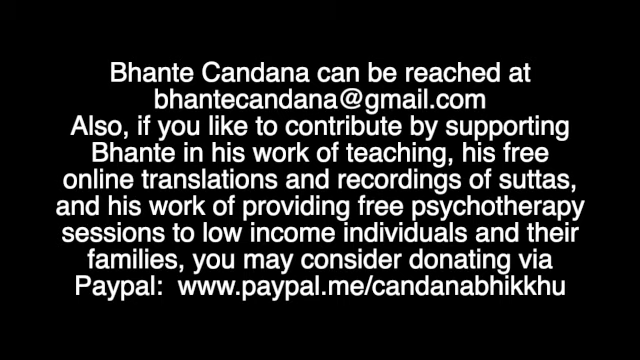 Bhante Candana can be reached at
bhantecandana@gmail.com
Also, if you like to contribute by supporting
Bhante in his work of teaching, his free
online translations and recordings of suttas,
and his work of providing free psychotherapy
sessions to low income individuals and their
families, you may consider donating via
Paypal:  www.paypal.me/candanabhikkhu